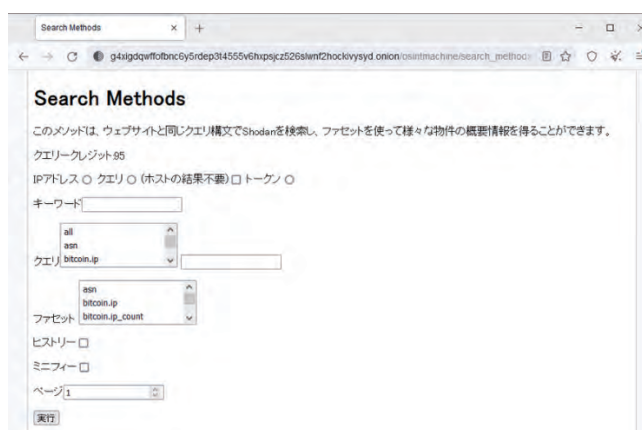 Search Methods
g4xigdqwffofbnc6y5rdep3t4555v6hxpsjcz526slwnf2hockivysyd.onion/osintmachine/search_method
Search Methods
このメソッドは、ウェブサイトと同じクエリ構文でShodanを検索し、ファセットを使って様々な物件の概要情報を得ることができます。
クエリークレジット 95
IPアドレス クエリ (ホストの結果不要) トークン
キーワード
all
asn
bitcoin.ip
クエリ
asn
bitcoin.ip
bitcoin.ip_count
ファセット
ヒストリー
ミニフィー
ページ 1
実行